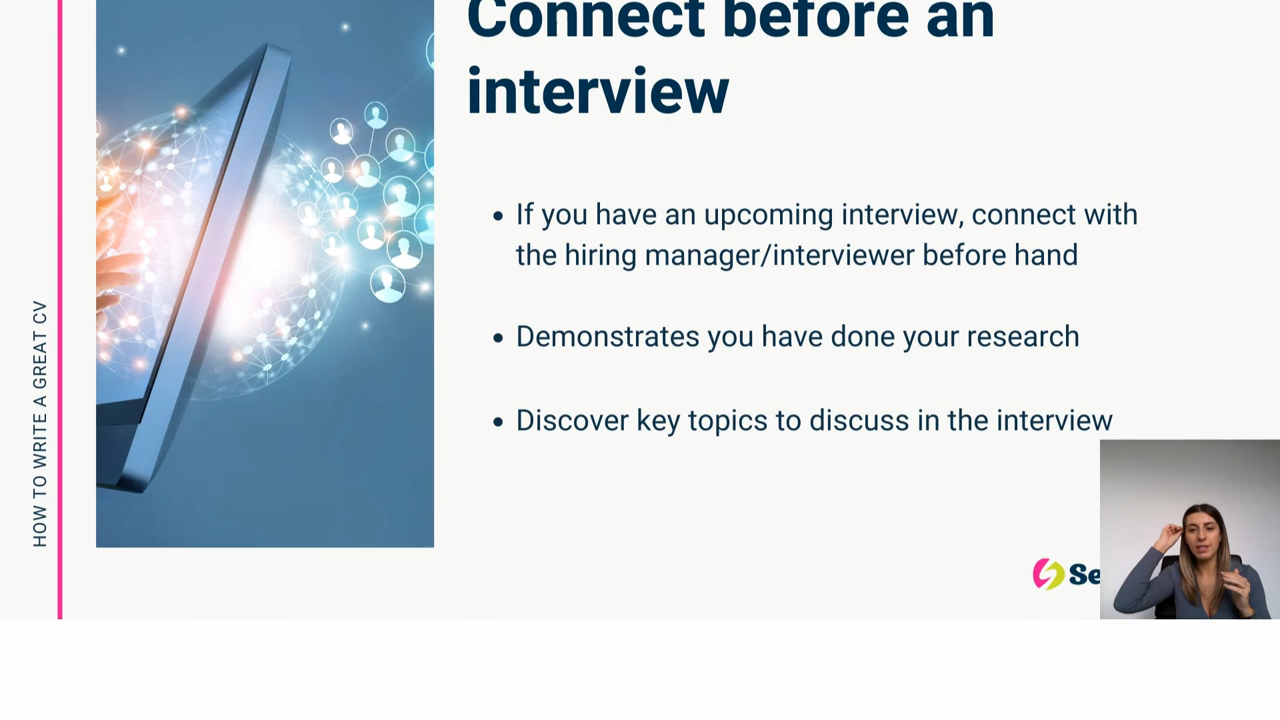 Connect before an
interview
If you have an upcoming interview, connect with
the hiring manager/interviewer before hand
Demonstrates you have done your research
Discover key topics to discuss in the interview
HOW TO WRITE A GREAT CV
Se